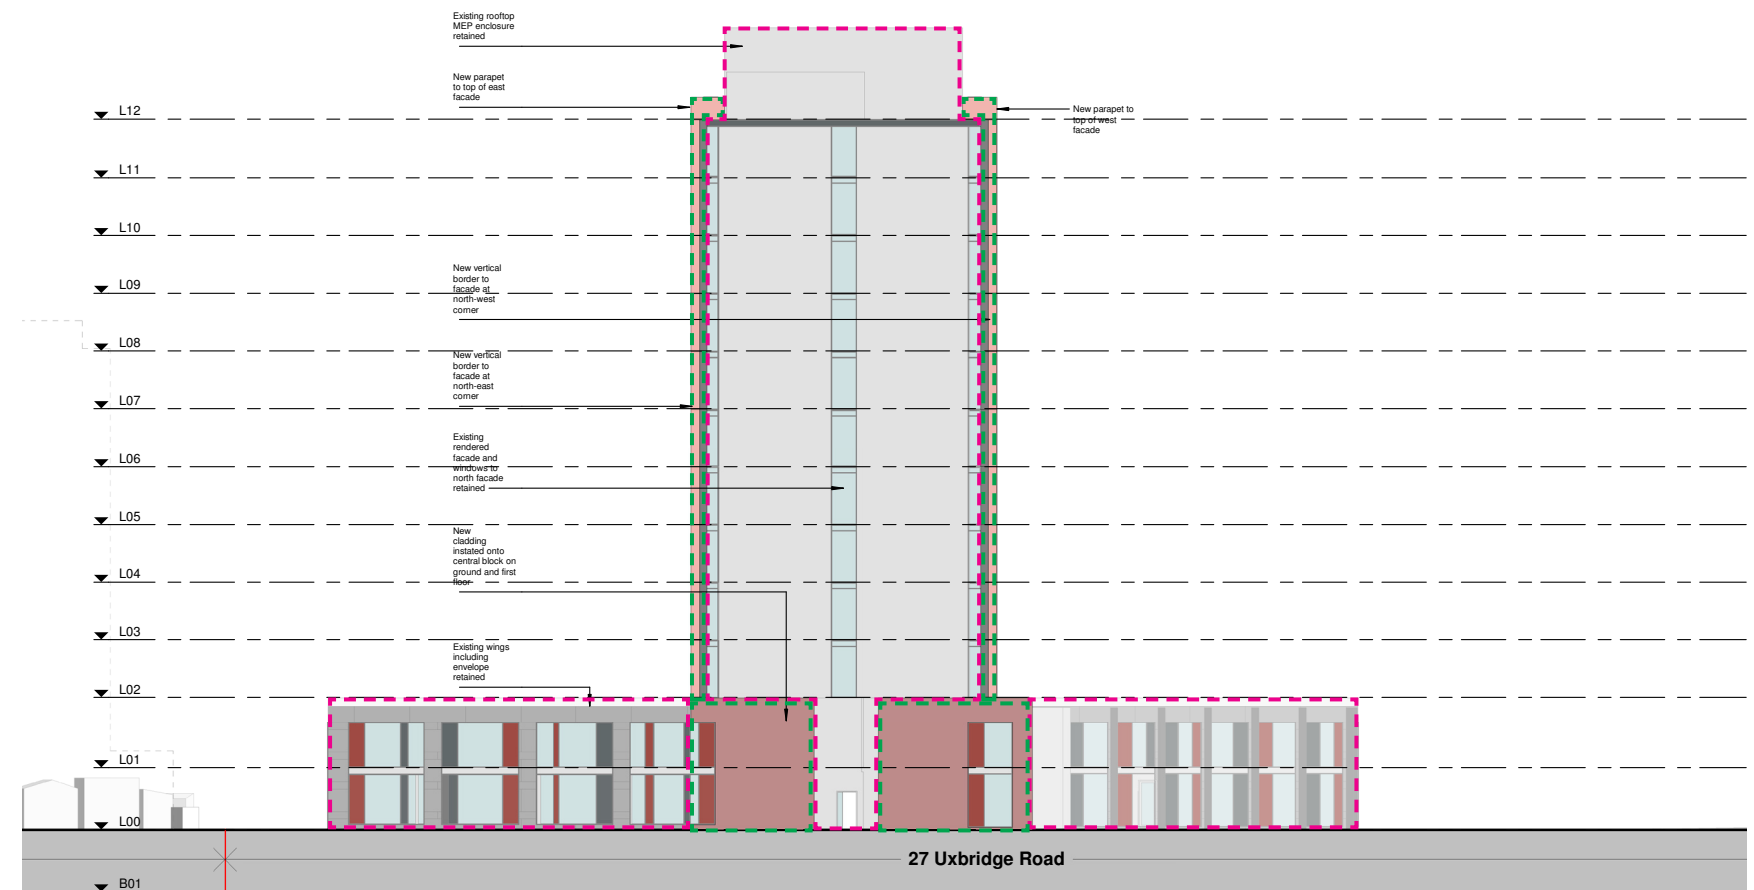 Existing rooftop
MEP enclosure
retained
New parapet
to top of east
facade
New parapet to
top of west
facade
L12
L11
L10
New vertical
border to
facade at
north-west
corner
L09
L08
New vertical
border to
facade at
north-east
corner
L07
Existing
rendered
facade and
windows to
north facade
retained
L06
L05
New
cladding
instated onto
central block on
ground and first
floor
L04
L03
Existing wings
including
envelope
retained
L02
L01
L00
27 Uxbridge Road
B01